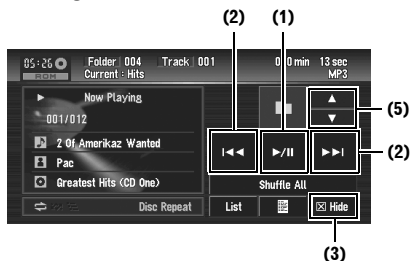 (2) (1)
05:26 Folder 004 Track 001 0 min 13 sec
ROM Current : Hits MP3
Now Playing
001/012
(5)
2 Of Amerikaz Wanted
Pac
(2)
Greatest Hits (CD One)
Shuffle All
Disc Repeat List Hide
(3)